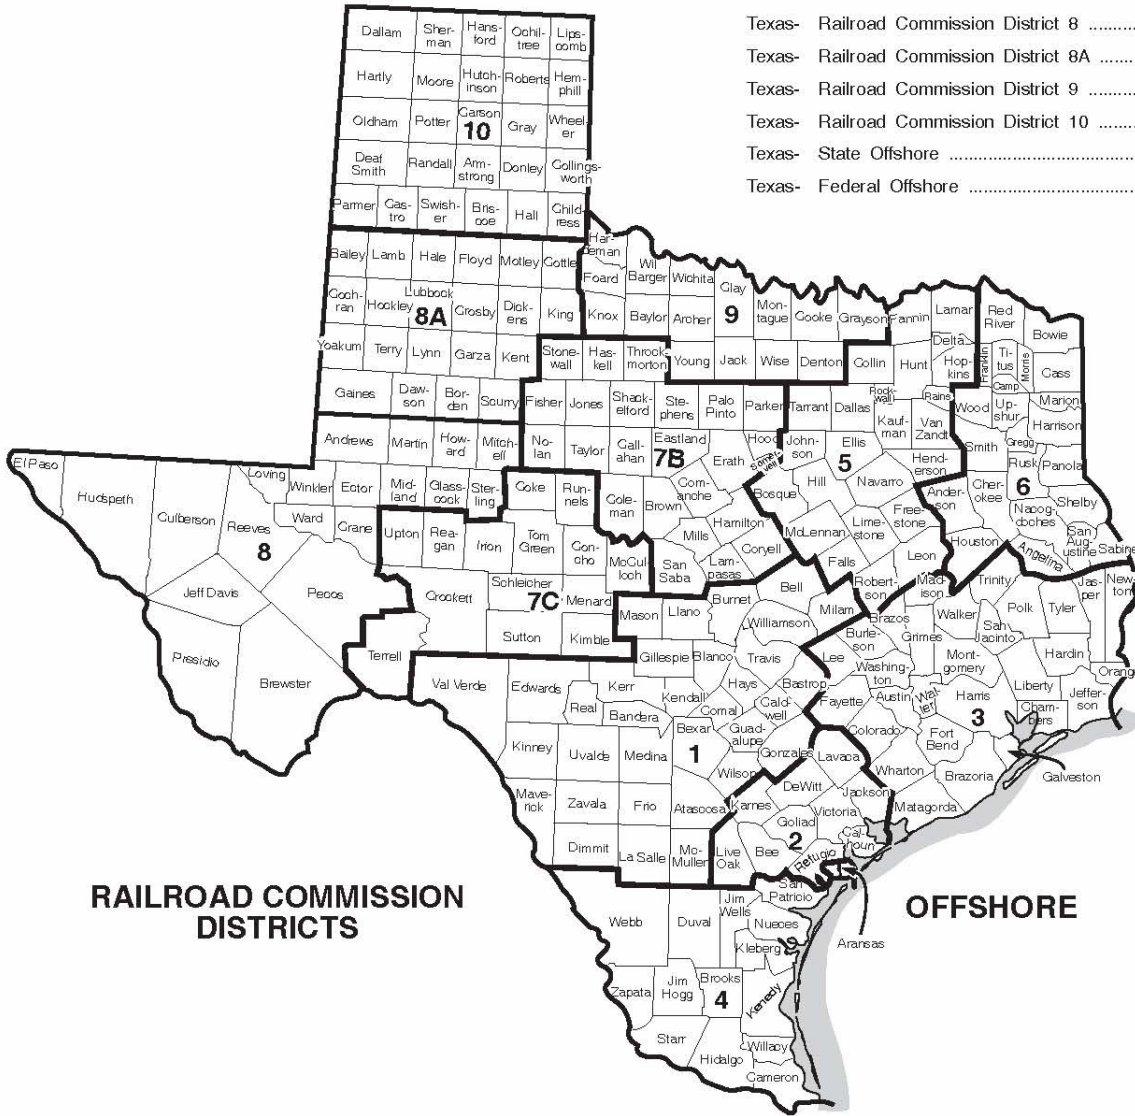 Texas- Railroad Commission District 8 ..........
Texas- Railroad Commission District 8A .......
Texas- Railroad Commission District 9 ..........
Texas- Railroad Commission District 10 ........
Texas- State Offshore ....................................
Texas- Federal Offshore ................................
Dallam
Sher-
man
Hans-
ford
Ochil-
tree
Lips-
comb
Hartly
Moore
Hutch-
inson
Roberts
Hem-
phill
Oldham
Potter
Carson
10
Gray
Wheel-
er
Deaf
Smith
Randall
Arm-
strong
Donley
Collings-
worth
Parmer
Cas-
tro
Swish-
er
Bris-
coe
Hall
Child-
ress
Bailey
Lamb
Hale
Floyd
Motley
Cottle
Har-
deman
Foard
Wil
Barger
Wichita
Clay
Coch-
ran
Hockley
Lubbock
8A
Crosby
Dick-
ens
King
Knox
Baylor
Archer
9
Mon-
tague
Cooke
Grayson
Fannin
Lamar
Red
River
Bowie
Delta
Yoakum
Terry
Lynn
Garza
Kent
Stone-
wall
Has-
kell
Throck-
morton
Young
Jack
Wise
Denton
Collin
Hunt
Hop-
kins
Franklin
Ti-
tus
Morris
Cass
Camp
Gaines
Daw-
son
Bor-
den
Scurry
Fisher
Jones
Shack-
elford
Ste-
phens
Palo
Pinto
Parker
Tarrant
Dallas
Rock-
wall
Rains
Wood
Up-
shur
Marion
Harrison
Kauf-
man
Van
Zandt
Andrews
Martin
How-
ard
Mitch-
ell
No-
lan
Taylor
Cal-
lahan
Eastland
7B
Erath
Hood
Somer-
vell
John-
son
Ellis
5
Hender-
son
Smith
Gregg
Rusk
6
Panola
El Paso
Hudspeth
Culberson
Loving
Winkler
Ector
Mid-
land
Glass-
cock
Ster-
ling
Coke
Run-
nels
Cole-
man
Brown
Com-
anche
Bosque
Hill
Navarro
Ander-
son
Cher-
okee
Nacog-
doches
Shelby
San
Aug-
ustine
Sabine
Reeves
8
Ward
Crane
Upton
Rea-
gan
Irion
Tom
Green
Con-
cho
McCul-
loch
Mills
Hamilton
Coryell
McLennan
Lime-
stone
Free-
stone
Houston
Angelina
San
Saba
Lam-
pasas
Falls
Leon
Jeff Davis
Pecos
Crockett
Schleicher
7C
Menard
Mason
Llano
Burnet
Bell
Robert-
son
Mad-
ison
Trinity
Jas-
per
New-
ton
Milam
Williamson
Brazos
Walker
Polk
Tyler
Presidio
Brewster
Terrell
Sutton
Kimble
Gillespie
Blanco
Travis
Burle-
son
Grimes
San
Jacinto
Hardin
Lee
Washing-
ton
Mont-
gomery
Val Verde
Edwards
Kerr
Kendall
Hays
Bastrop
Fayette
Austin
Wal-
ler
Harris
3
Liberty
Orange
Jeffer-
son
Cham-
bers
Real
Bandera
Comal
Cald-
well
Bexar
1
Guad-
alupe
Gonzales
Lavaca
Colorado
Fort
Bend
Galveston
Kinney
Uvalde
Medina
Wilson
Wharton
Brazoria
Mave-
rick
Zavala
Frio
Atascosa
Karnes
DeWitt
Jackson
Matagorda
Victoria
Goliad
2
Cal-
houn
Dimmit
La Salle
Mc-
Mullen
Live
Oak
Bee
Refugio
Aransas
RAILROAD COMMISSION
DISTRICTS
OFFSHORE
Webb
Duval
Jim
Wells
San
Patricio
Nueces
Kleberg
Zapata
Jim
Hogg
Brooks
4
Kenedy
Starr
Hidalgo
Willacy
Cameron